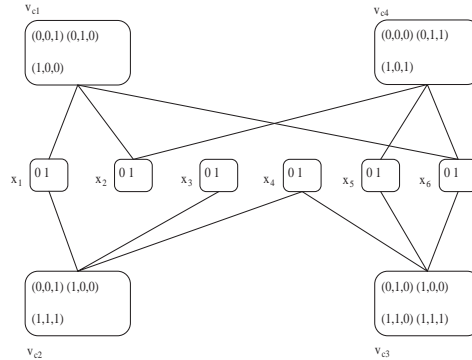 v_c1
(0,0,1) (0,1,0)
(1,0,0)
v_c4
(0,0,0) (0,1,1)
(1,0,1)
x_1 0 1
x_2 0 1
x_3 0 1
x_4 0 1
x_5 0 1
x_6 0 1
(0,0,1) (1,0,0)
(1,1,1)
v_c2
(0,1,0) (1,0,0)
(1,1,0) (1,1,1)
v_c3